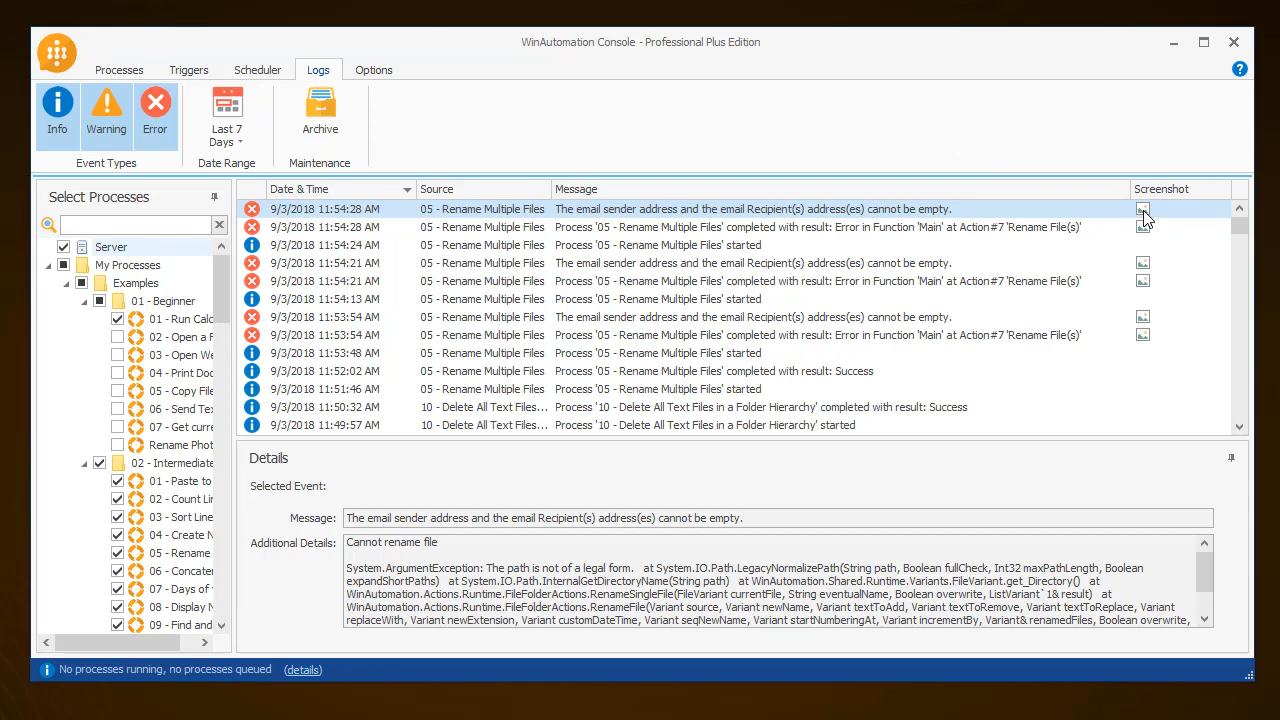 WinAutomation Console - Professional Plus Edition
Processes Triggers Scheduler Logs Options
Info Warning Error Last 7 Days Archive
Event Types Date Range Maintenance
Select Processes
Server
My Processes
Examples
01 - Beginner
01 - Run Calc
02 - Open a F
03 - Open We
04 - Print Doc
05 - Copy File
06 - Send Tex
07 - Get curre
Rename Phot
02 - Intermediate
01 - Paste to
02 - Count Lin
03 - Sort Line
04 - Create N
05 - Rename
06 - Concaten
07 - Days of
08 - Display N
09 - Find and
Date & Time Source Message Screenshot
9/3/2018 11:54:28 AM 05 - Rename Multiple Files The email sender address and the email Recipient(s) address(es) cannot be empty.
9/3/2018 11:54:28 AM 05 - Rename Multiple Files Process '05 - Rename Multiple Files' completed with result: Error in Function 'Main' at Action#7 'Rename File(s)'
9/3/2018 11:54:24 AM 05 - Rename Multiple Files Process '05 - Rename Multiple Files' started
9/3/2018 11:54:21 AM 05 - Rename Multiple Files The email sender address and the email Recipient(s) address(es) cannot be empty.
9/3/2018 11:54:21 AM 05 - Rename Multiple Files Process '05 - Rename Multiple Files' completed with result: Error in Function 'Main' at Action#7 'Rename File(s)'
9/3/2018 11:54:13 AM 05 - Rename Multiple Files Process '05 - Rename Multiple Files' started
9/3/2018 11:53:54 AM 05 - Rename Multiple Files The email sender address and the email Recipient(s) address(es) cannot be empty.
9/3/2018 11:53:54 AM 05 - Rename Multiple Files Process '05 - Rename Multiple Files' completed with result: Error in Function 'Main' at Action#7 'Rename File(s)'
9/3/2018 11:53:48 AM 05 - Rename Multiple Files Process '05 - Rename Multiple Files' started
9/3/2018 11:52:02 AM 05 - Rename Multiple Files Process '05 - Rename Multiple Files' completed with result: Success
9/3/2018 11:51:46 AM 05 - Rename Multiple Files Process '05 - Rename Multiple Files' started
9/3/2018 11:50:32 AM 10 - Delete All Text Files... Process '10 - Delete All Text Files in a Folder Hierarchy' completed with result: Success
9/3/2018 11:49:57 AM 10 - Delete All Text Files... Process '10 - Delete All Text Files in a Folder Hierarchy' started
Details
Selected Event:
Message: The email sender address and the email Recipient(s) address(es) cannot be empty.
Additional Details: Cannot rename file
System.ArgumentException: The path is not of a legal form. at System.IO.Path.LegacyNormalizePath(String path, Boolean fullCheck, Int32 maxPathLength, Boolean
expandShortPaths) at System.IO.Path.InternalGetDirectoryName(String path) at WinAutomation.Shared.Runtime.Variants.FileVariant.get_Directory() at
WinAutomation.Actions.Runtime.FileFolderActions.RenameSingleFile(FileVariant currentFile, String eventualName, Boolean overwrite, ListVariant`1& result) at
WinAutomation.Actions.Runtime.FileFolderActions.RenameFile(Variant source, Variant newName, Variant textToAdd, Variant textToRemove, Variant textToReplace, Variant
replaceWith, Variant newExtension, Variant customDateTime, Variant seqNewName, Variant startNumberingAt, Variant incrementBy, Variant& renamedFiles, Boolean overwrite,
No processes running, no processes queued (details)